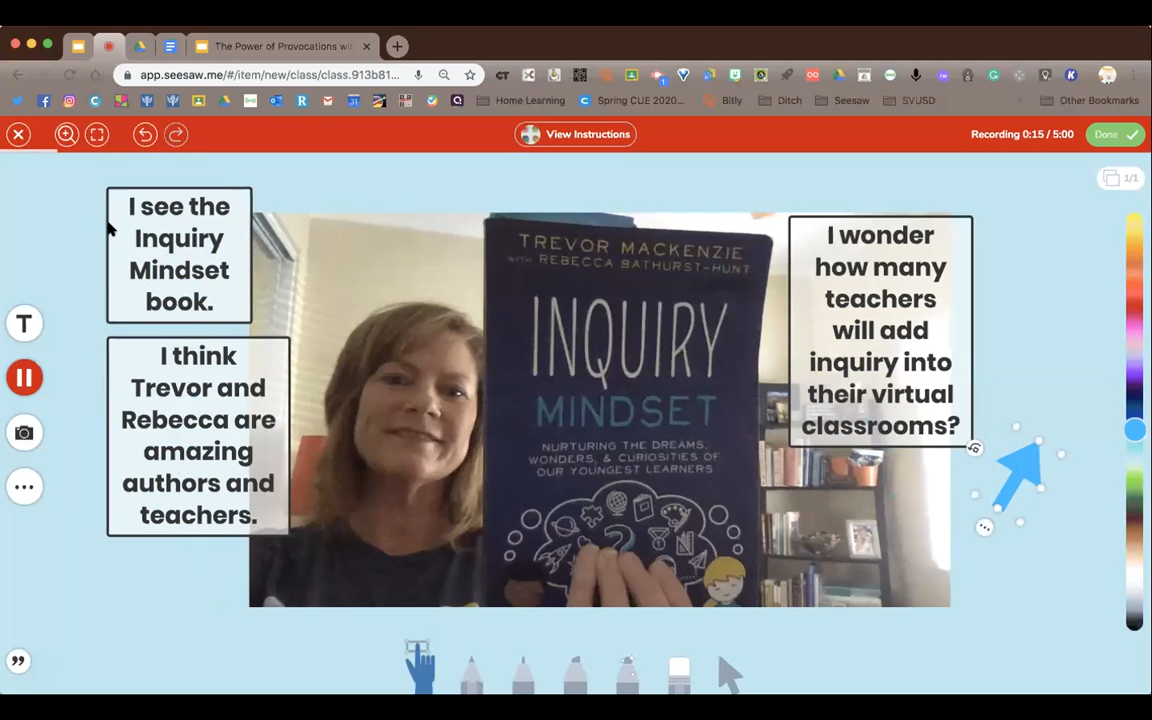 The Power of Provocations wit
app.seesaw.me/#/item/new/class/class.913b81...
Home Learning
Spring CUE 2020...
Bitly
Ditch
Seesaw
SVUSD
Other Bookmarks
View Instructions
Recording 0:15 / 5:00
Done
1/1
I see the
Inquiry
Mindset
book.
I think
Trevor and
Rebecca are
amazing
authors and
teachers.
TREVOR MACKENZIE
WITH REBECCA BATHURST-HUNT
INQUIRY
MINDSET
NURTURING THE DREAMS,
WONDERS, & CURIOSITIES OF
OUR YOUNGEST LEARNERS
I wonder
how many
teachers
will add
inquiry into
their virtual
classrooms?
T